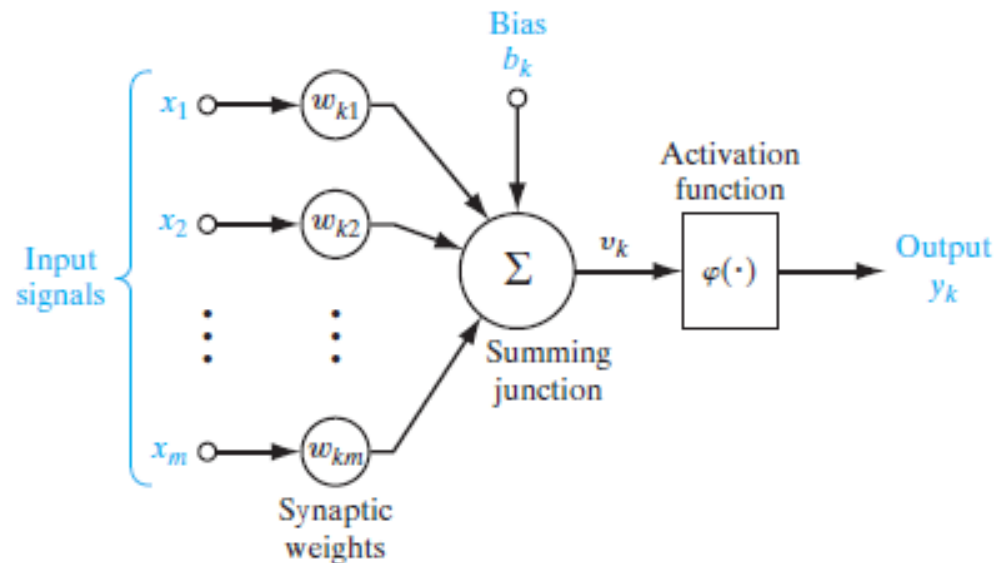 Bias
b_k
x_1
w_k1
Activation
function
x_2
w_k2
Input
signals
Σ
v_k
φ(·)
Output
y_k
Summing
junction
x_m
w_km
Synaptic
weights